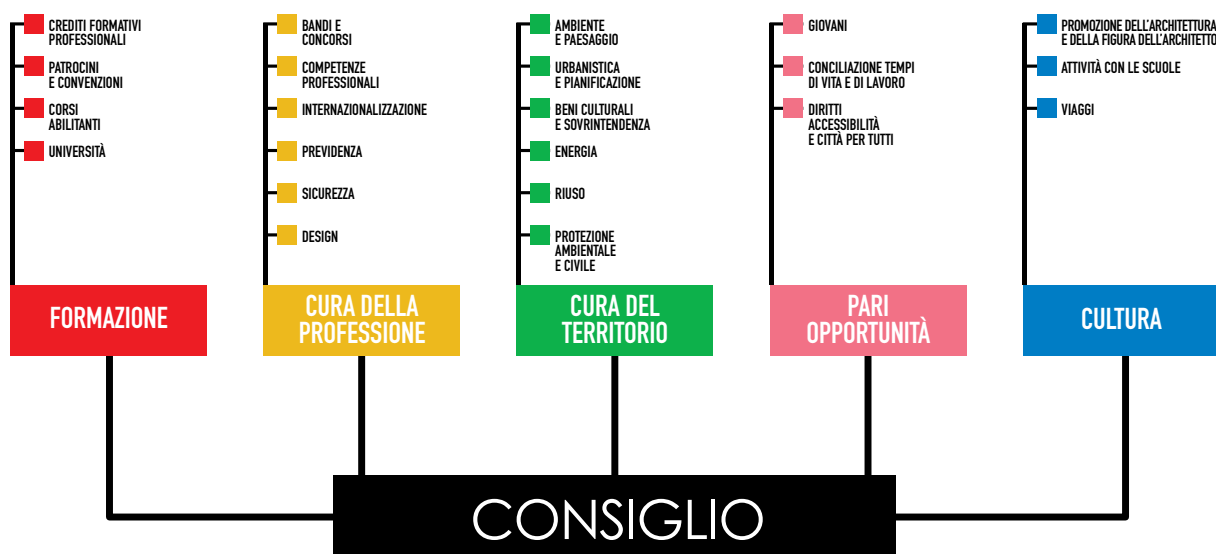 CREDITI FORMATIVI
PROFESSIONALI
PATROCINI
E CONVENZIONI
CORSI
ABILITANTI
UNIVERSITÀ
FORMAZIONE
BANDI E
CONCORSI
COMPETENZE
PROFESSIONALI
INTERNAZIONALIZZAZIONE
PREVIDENZA
SICUREZZA
DESIGN
CURA DELLA
PROFESSIONE
AMBIENTE
E PAESAGGIO
URBANISTICA
E PIANIFICAZIONE
BENI CULTURALI
E SOVRINTENDENZA
ENERGIA
RIUSO
PROTEZIONE
AMBIENTALE
E CIVILE
CURA DEL
TERRITORIO
GIOVANI
CONCILIAZIONE TEMPI
DI VITA E DI LAVORO
DIRITTI
ACCESSIBILITÀ
E CITTÀ PER TUTTI
PARI
OPPORTUNITÀ
PROMOZIONE DELL'ARCHITETTURA
E DELLA FIGURA DELL'ARCHITETTO
ATTIVITÀ CON LE SCUOLE
VIAGGI
CULTURA
CONSIGLIO